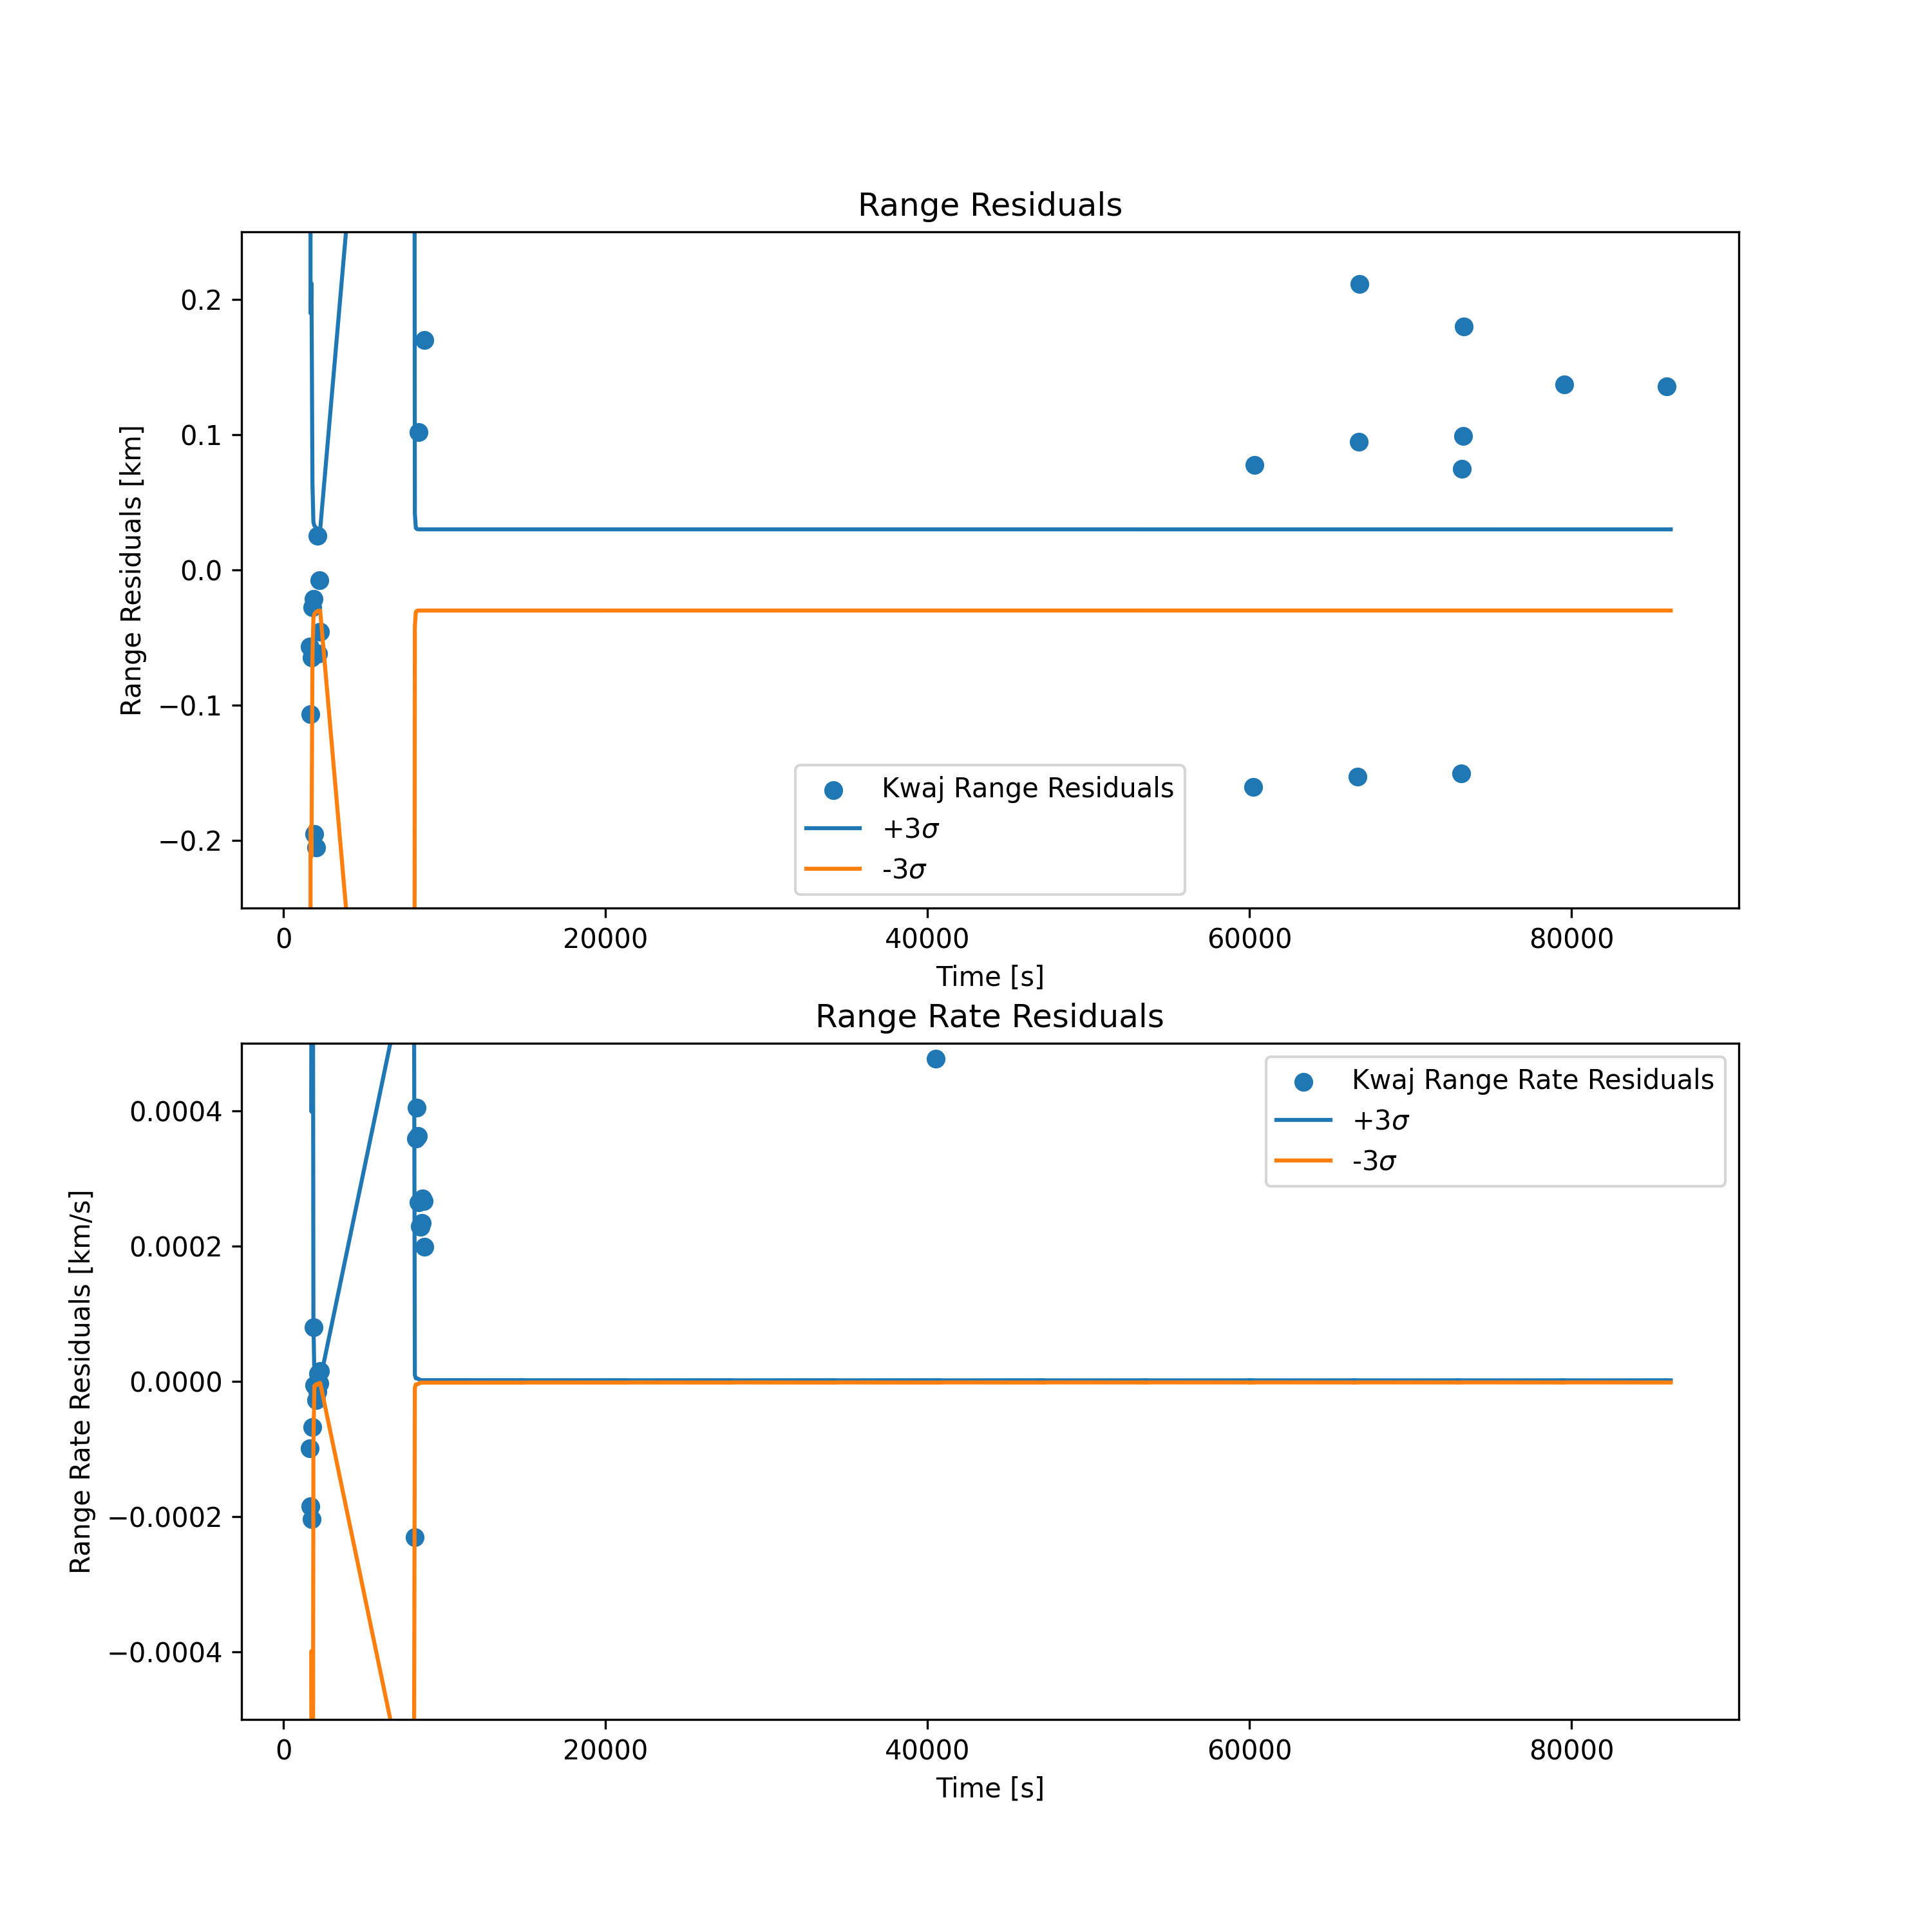 Range Residuals
Range Residuals [km]
0.2
0.1
0.0
−0.1
−0.2
Kwaj Range Residuals
+3σ
-3σ
0 20000 40000 60000 80000
Time [s]
Range Rate Residuals
Range Rate Residuals [km/s]
0.0004
0.0002
0.0000
−0.0002
−0.0004
Kwaj Range Rate Residuals
+3σ
-3σ
0 20000 40000 60000 80000
Time [s]